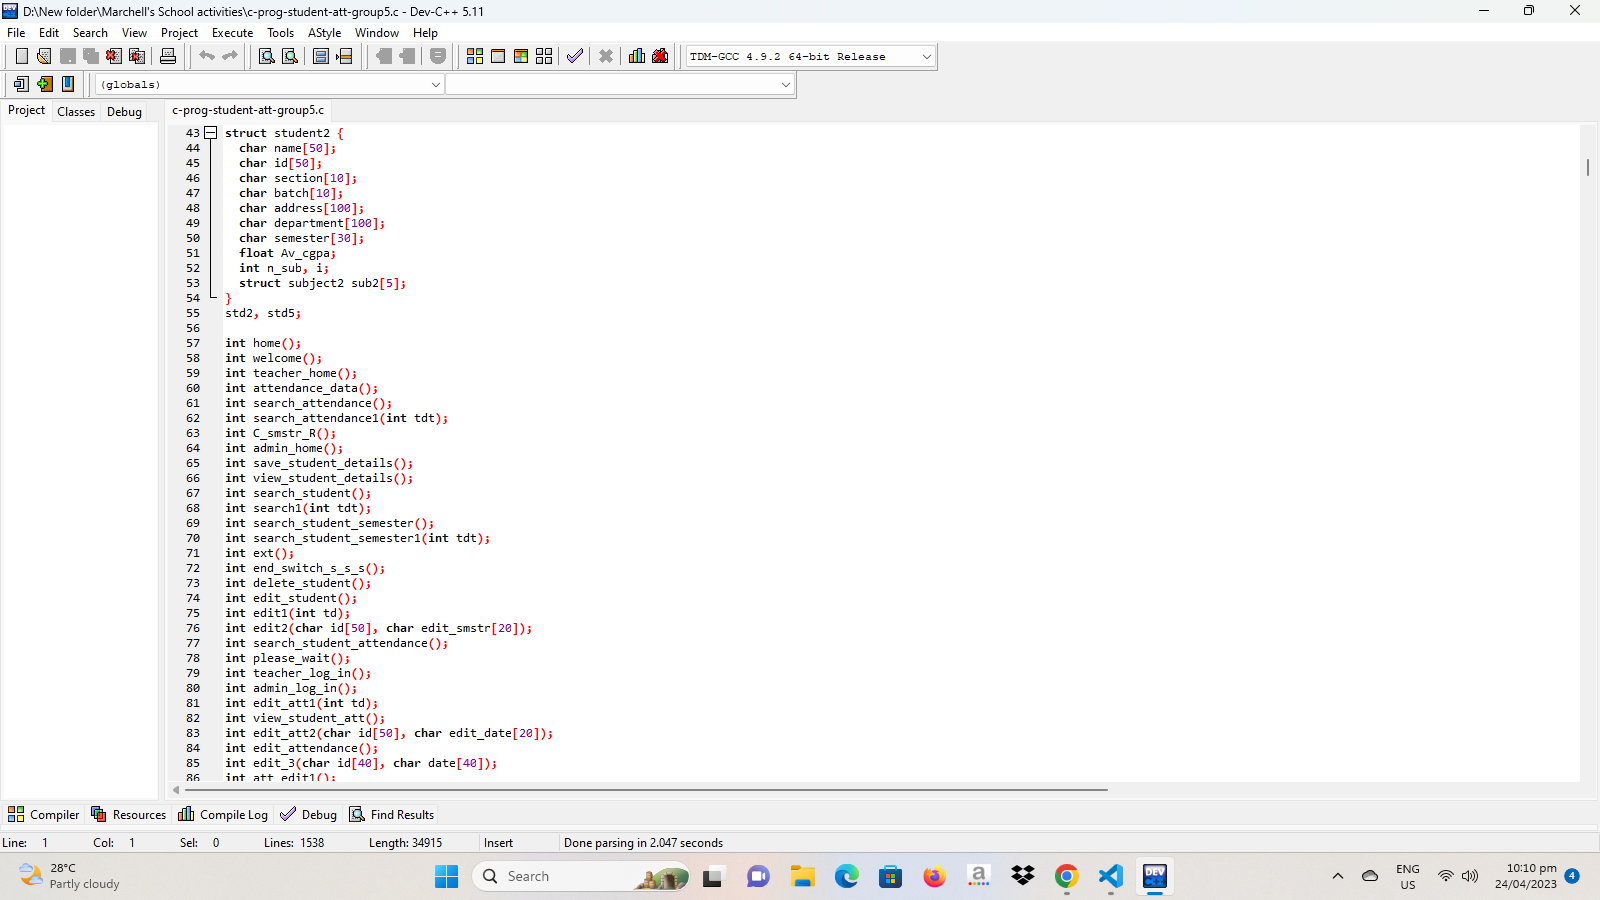 D:\New folder\Marchell's School activities\c-prog-student-att-group5.c - Dev-C++ 5.11
File Edit Search View Project Execute Tools AStyle Window Help
TDM-GCC 4.9.2 64-bit Release
(globals)
Project Classes Debug
c-prog-student-att-group5.c
43 struct student2 {
44 char name[50];
45 char id[50];
46 char section[10];
47 char batch[10];
48 char address[100];
49 char department[100];
50 char semester[30];
51 float Av_cgpa;
52 int n_sub, i;
53 struct subject2 sub2[5];
54 }
55 std2, std5;
56
57 int home();
58 int welcome();
59 int teacher_home();
60 int attendance_data();
61 int search_attendance();
62 int search_attendance1(int tdt);
63 int C_smstr_R();
64 int admin_home();
65 int save_student_details();
66 int view_student_details();
67 int search_student();
68 int search1(int tdt);
69 int search_student_semester();
70 int search_student_semester1(int tdt);
71 int ext();
72 int end_switch_s_s_s();
73 int delete_student();
74 int edit_student();
75 int edit1(int td);
76 int edit2(char id[50], char edit_smstr[20]);
77 int search_student_attendance();
78 int please_wait();
79 int teacher_log_in();
80 int admin_log_in();
81 int edit_att1(int td);
82 int view_student_att();
83 int edit_att2(char id[50], char edit_date[20]);
84 int edit_attendance();
85 int edit_3(char id[40], char date[40]);
86 int att_edit1();
Compiler Resources Compile Log Debug Find Results
Line: 1 Col: 1 Sel: 0 Lines: 1538 Length: 34915 Insert Done parsing in 2.047 seconds
28°C
Partly cloudy
Search
DEV
ENG
US
10:10 pm
24/04/2023
4